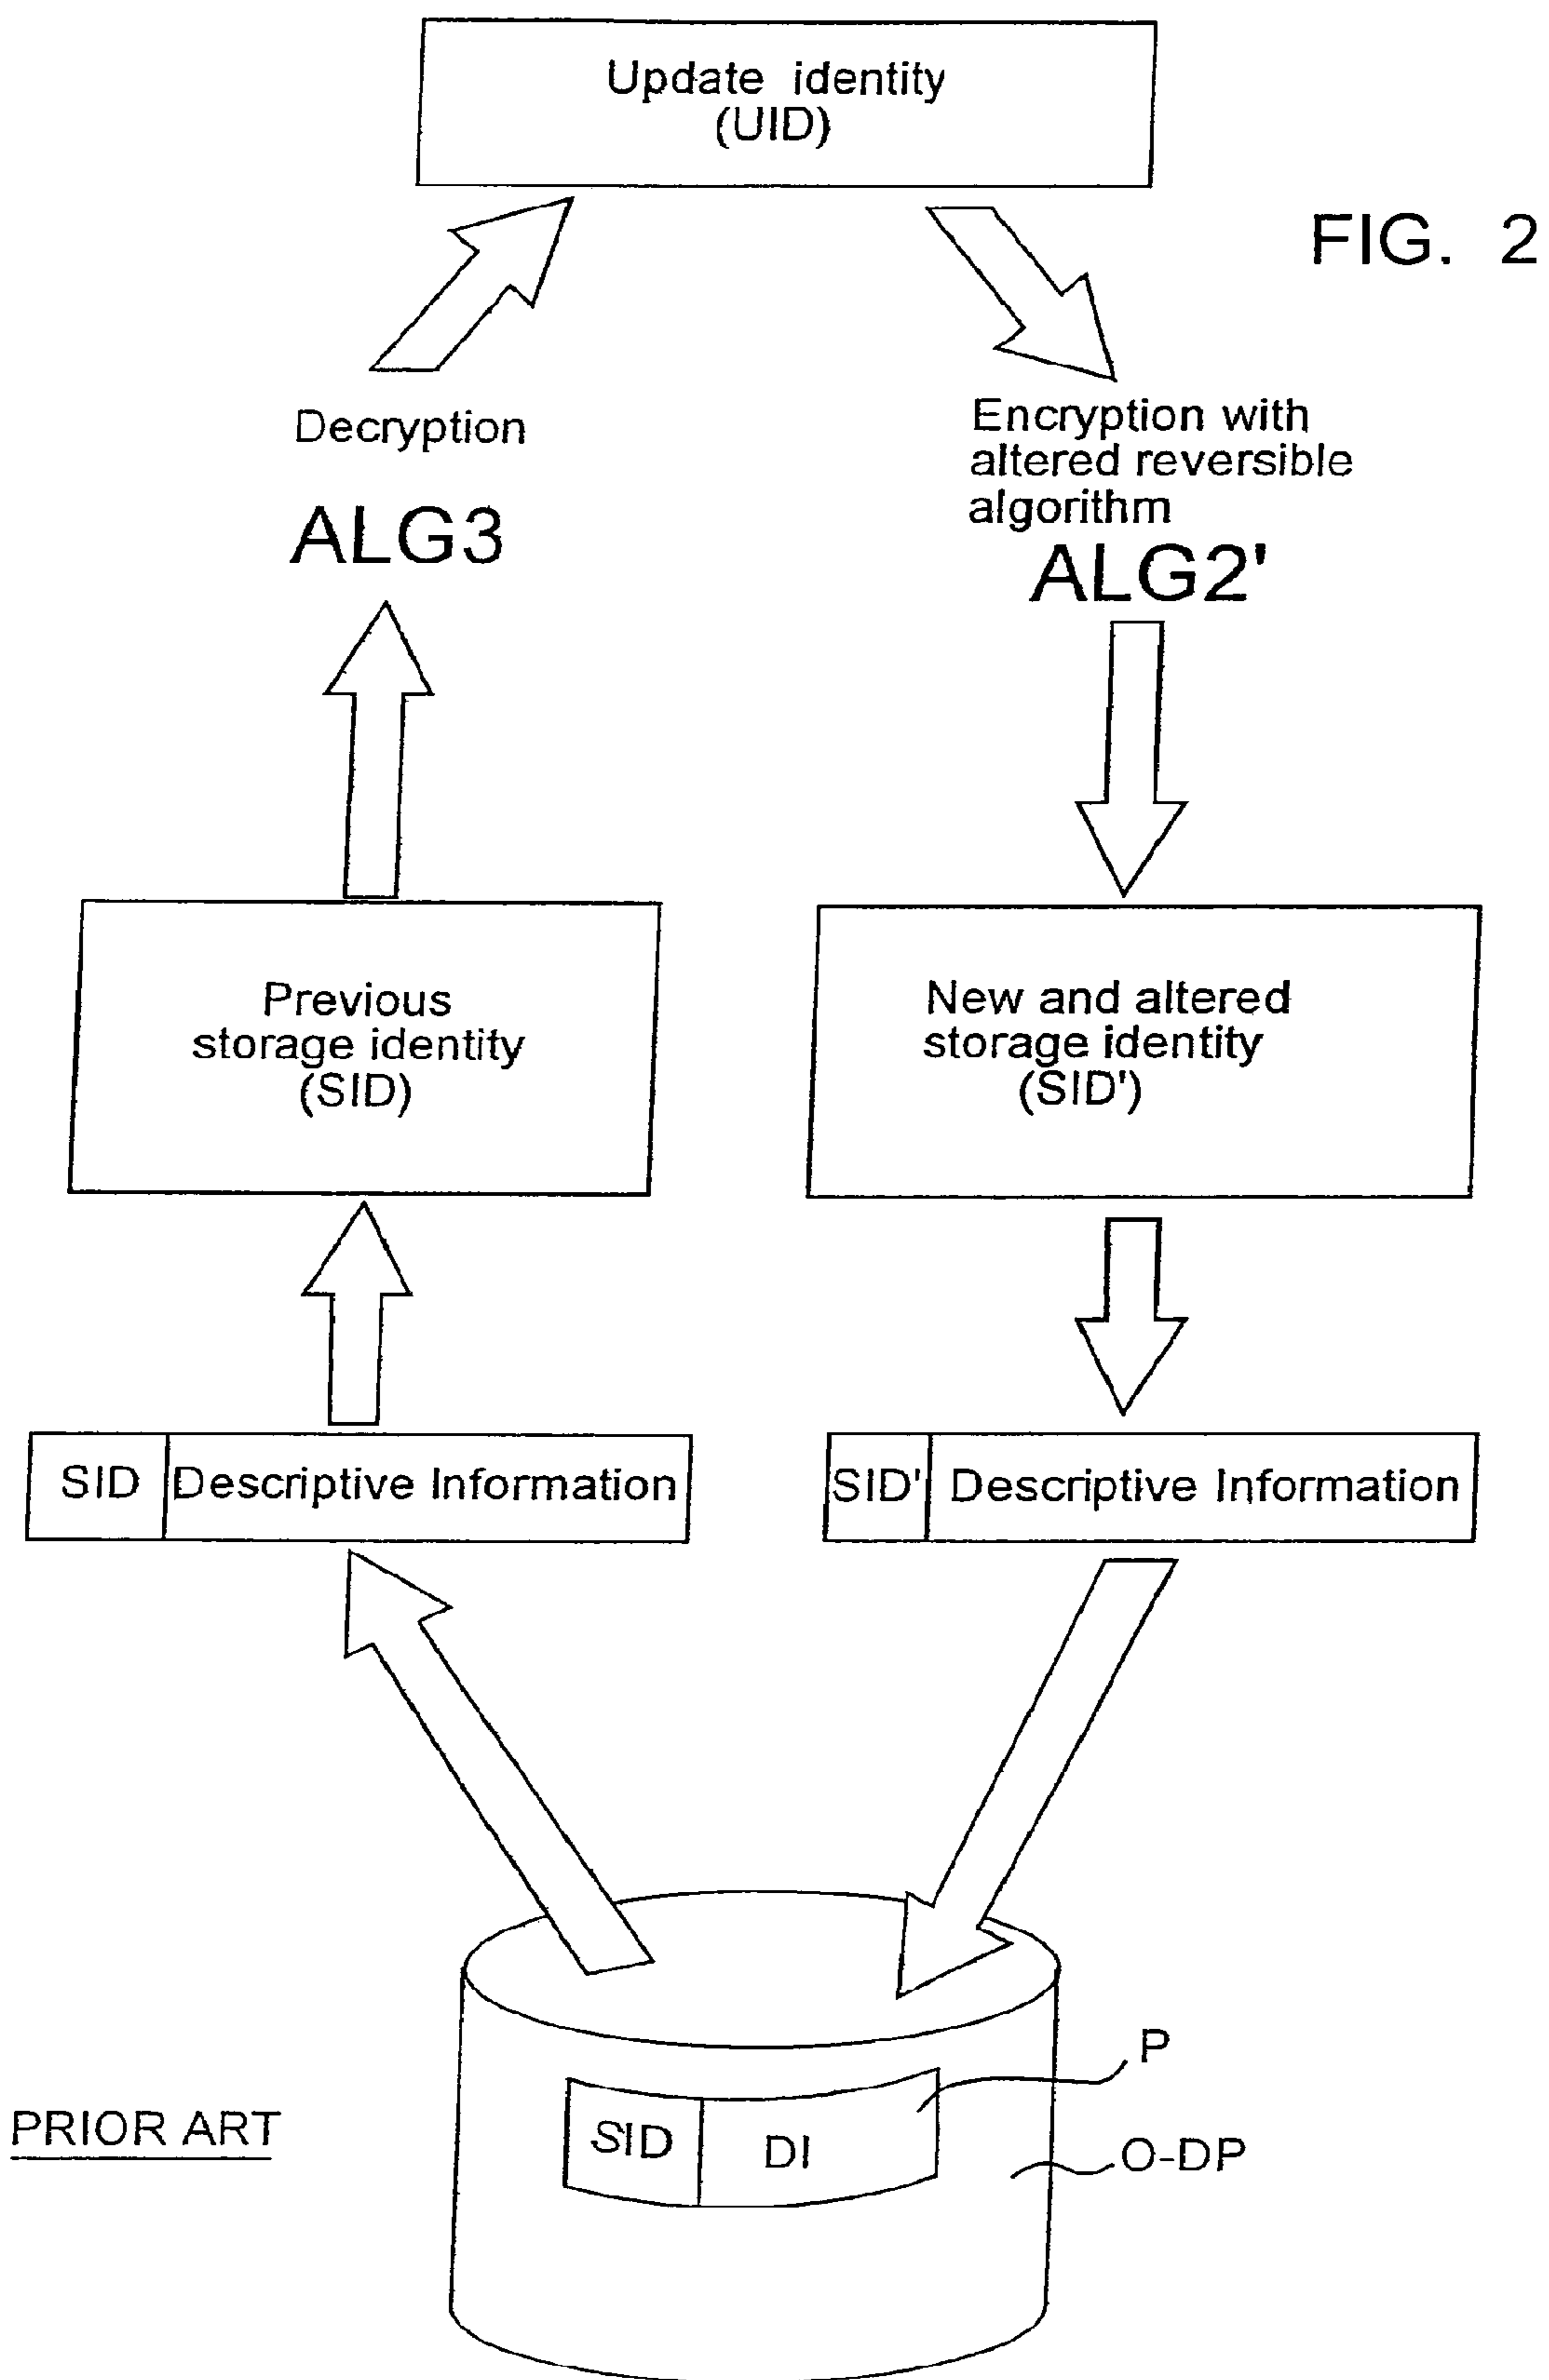 Update identity
(UID)
FIG. 2
Decryption
ALG3
Encryption with
altered reversible
algorithm
ALG2'
Previous
storage identity
(SID)
New and altered
storage identity
(SID')
SID Descriptive Information
SID' Descriptive Information
P
PRIOR ART
SID DI
O-DP